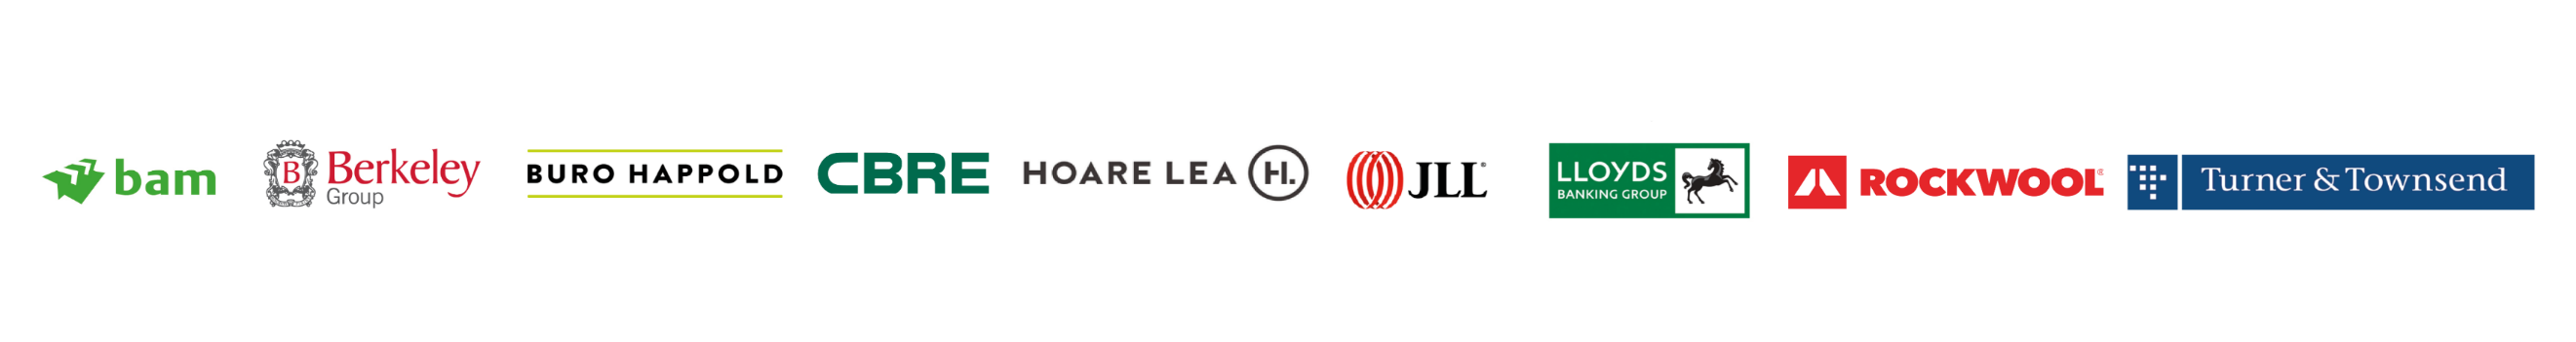 bam
B Berkeley
Group
BURO HAPPOLD
CBRE
HOARE LEA H.
JLL®
LLOYDS
BANKING GROUP
ROCKWOOL®
Turner & Townsend